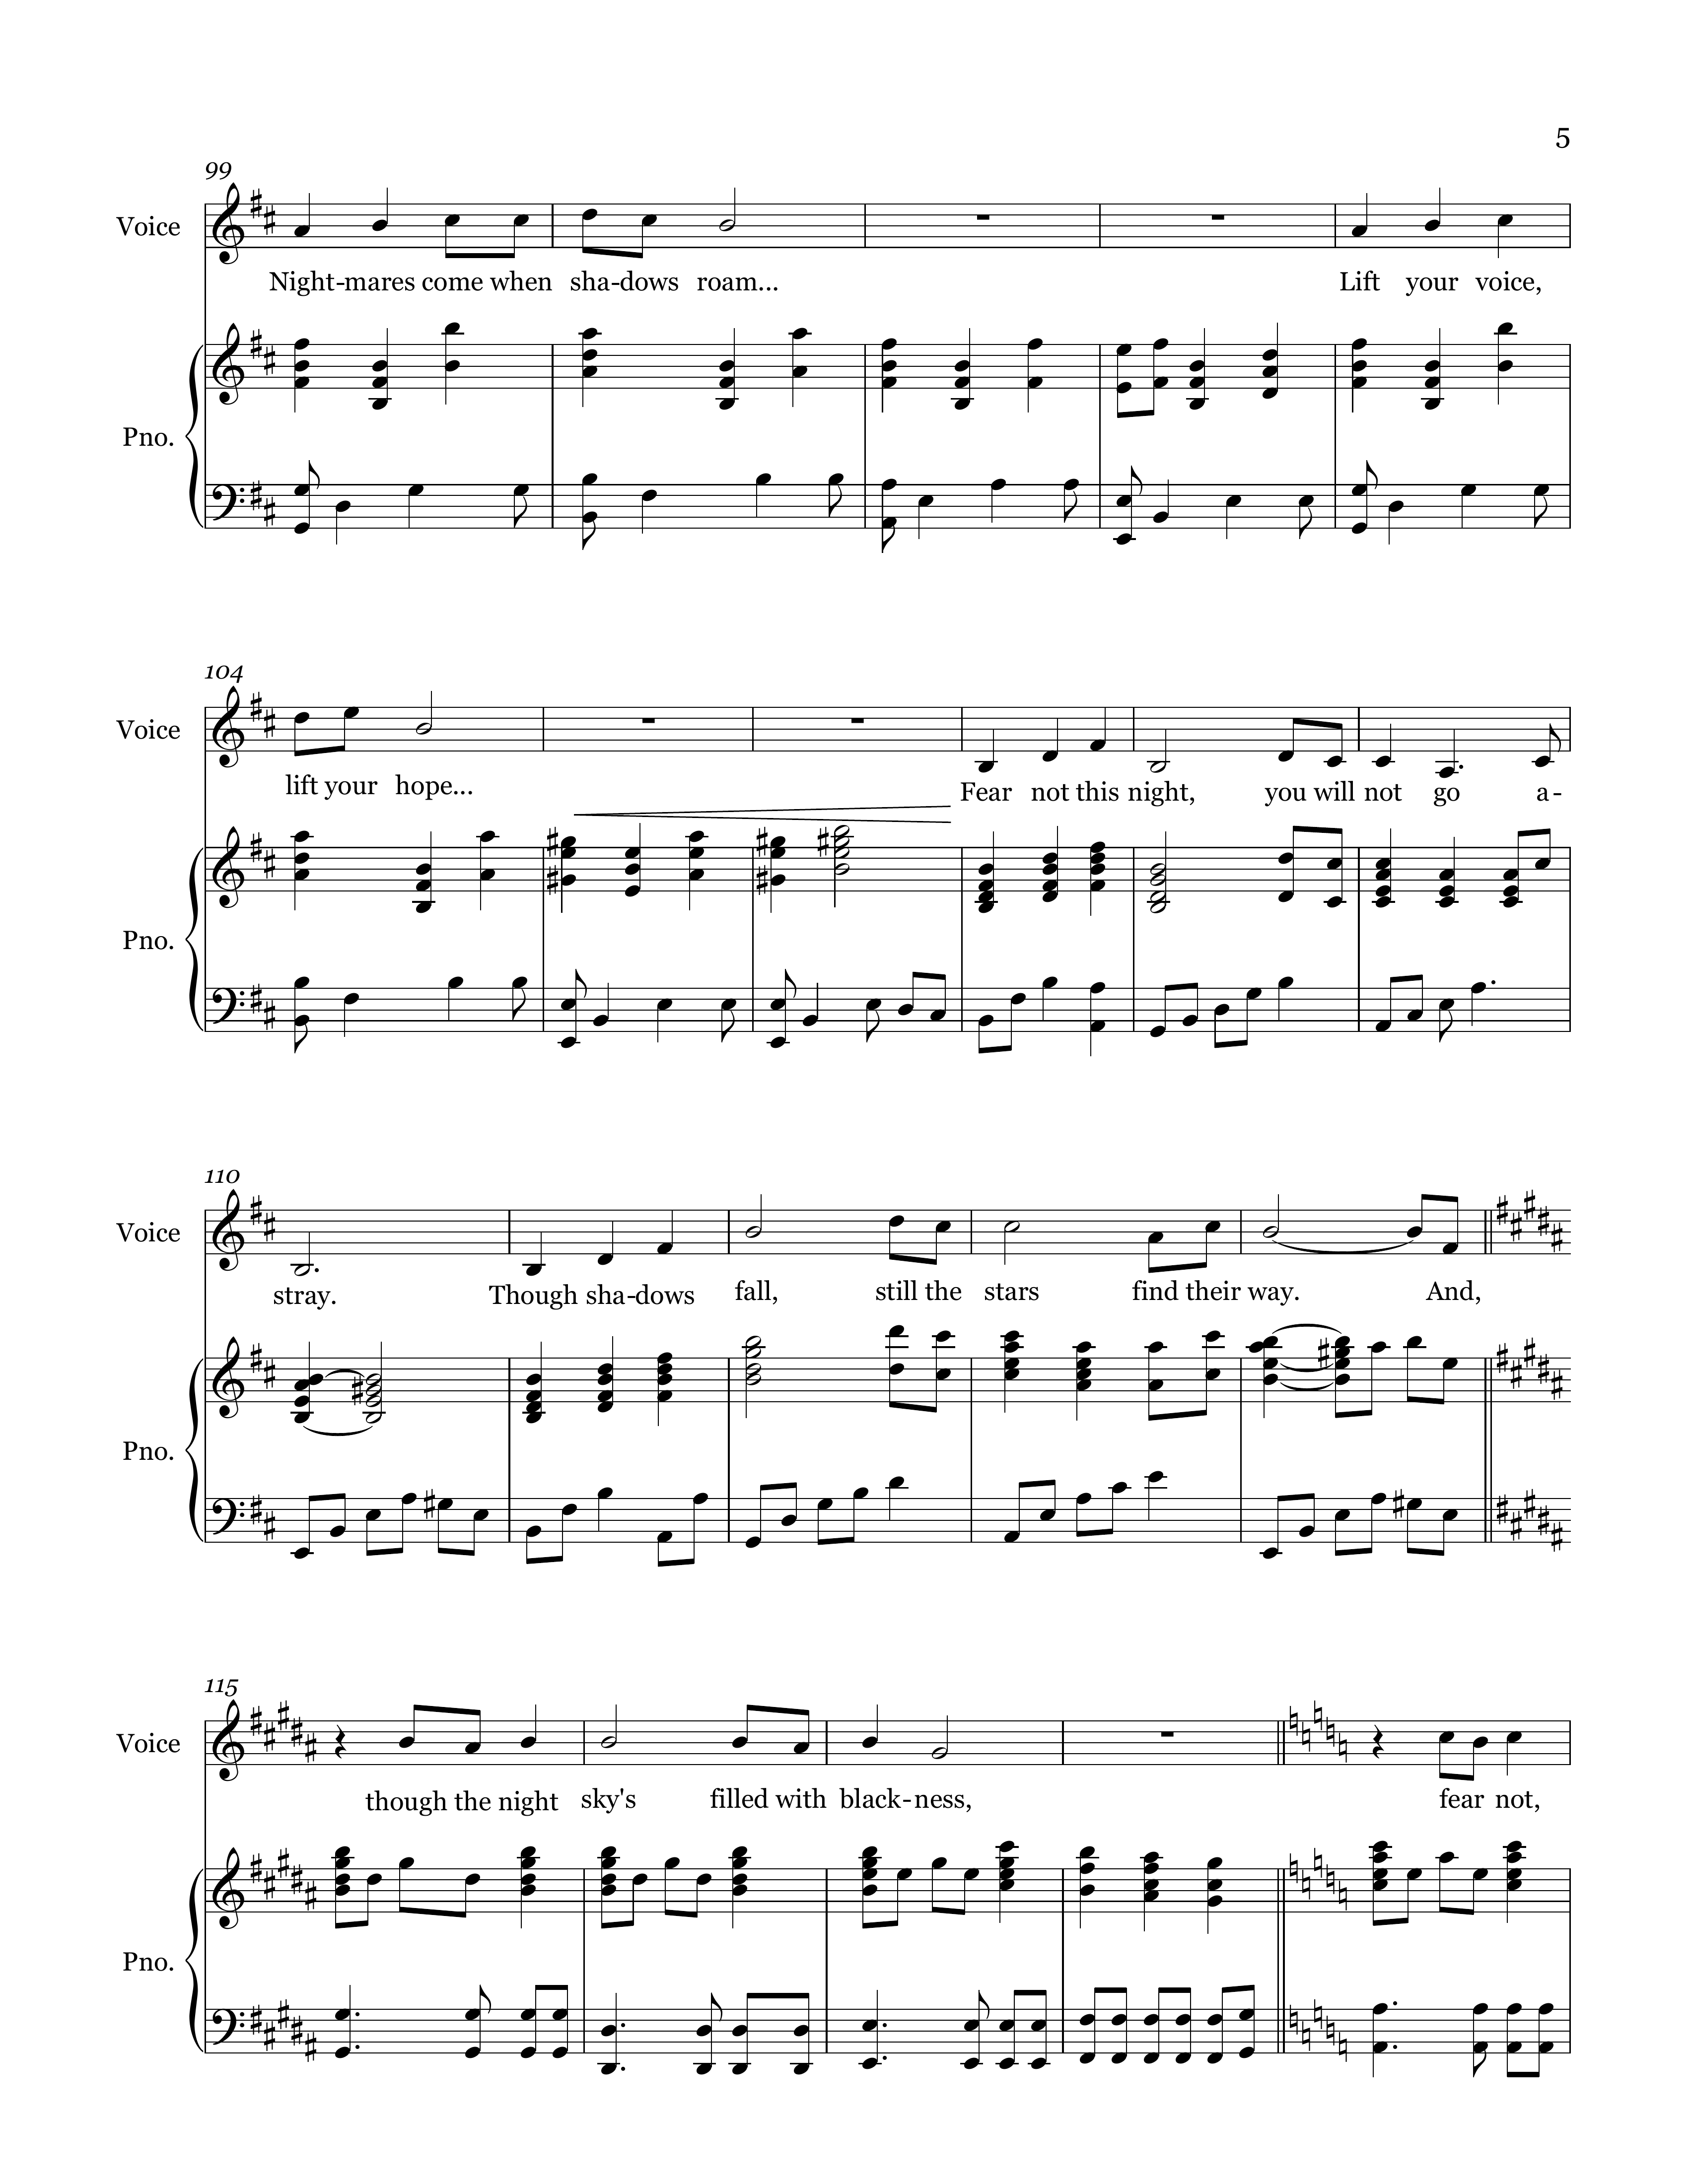 5
99
Voice
Night-mares come when sha-dows roam... Lift your voice,
Pno.
104
Voice
lift your hope... Fear not this night, you will not go a-
Pno.
110
Voice
stray. Though sha-dows fall, still the stars find their way. And,
Pno.
115
Voice
though the night sky's filled with black-ness, fear not,
Pno.